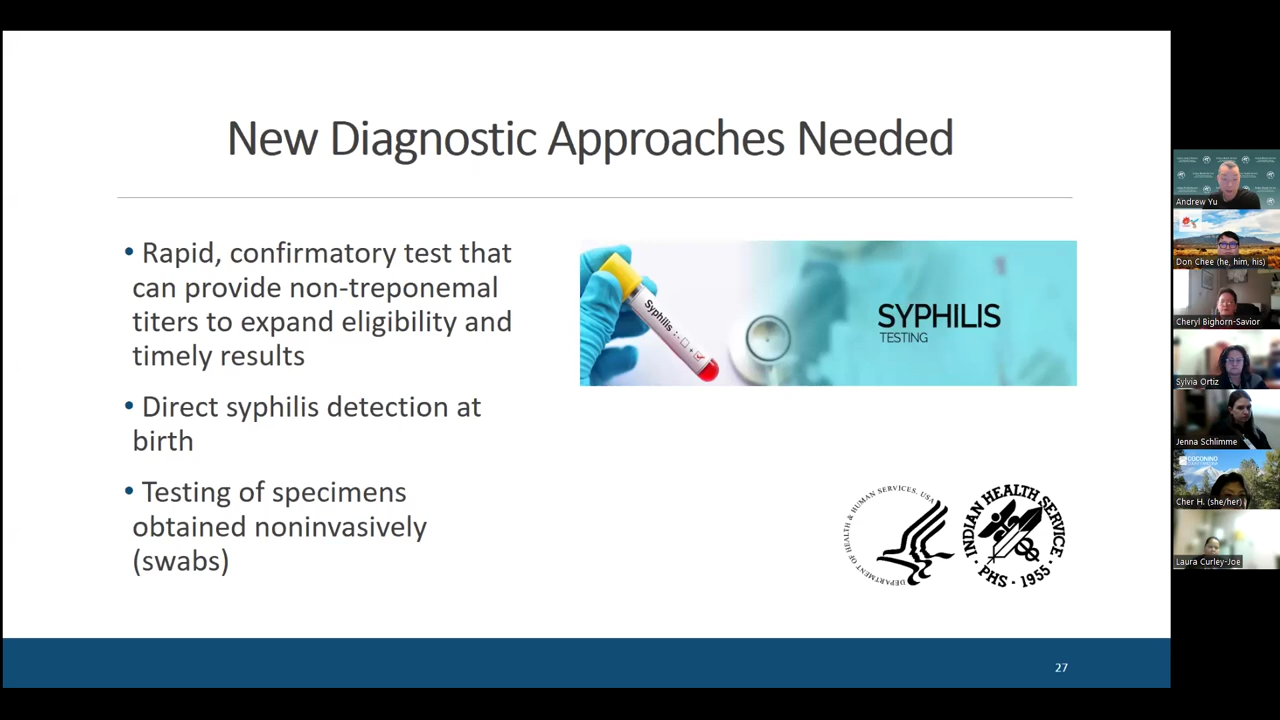 New Diagnostic Approaches Needed
• Rapid, confirmatory test that
can provide non-treponemal
titers to expand eligibility and
timely results
• Direct syphilis detection at
birth
• Testing of specimens
obtained noninvasively
(swabs)
Syphilis :
SYPHILIS
TESTING
DEPARTMENT OF HEALTH & HUMAN SERVICES. USA
INDIAN HEALTH SERVICE
PHS · 1955
27
Andrew Yu
Don Chee (he, him, his)
Cheryl Bighorn-Savior
Sylvia Ortiz
Jenna Schlimme
COCONINO
Cher H. (she/her)
Laura Curley-Joe